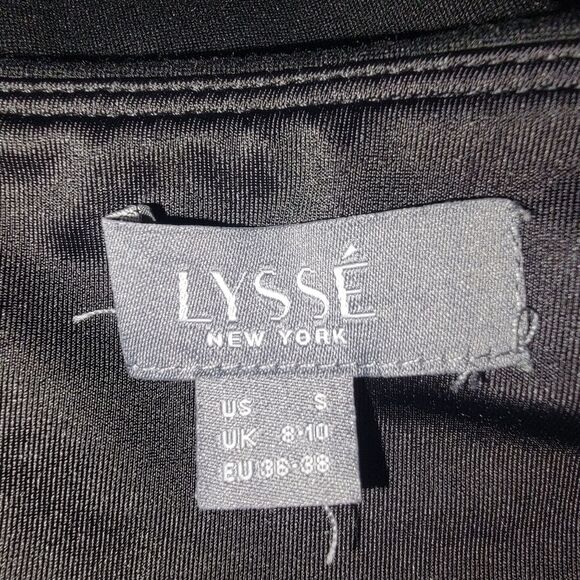 LYSSÉ
NEW YORK
US S
UK 8-10
EU 36-38